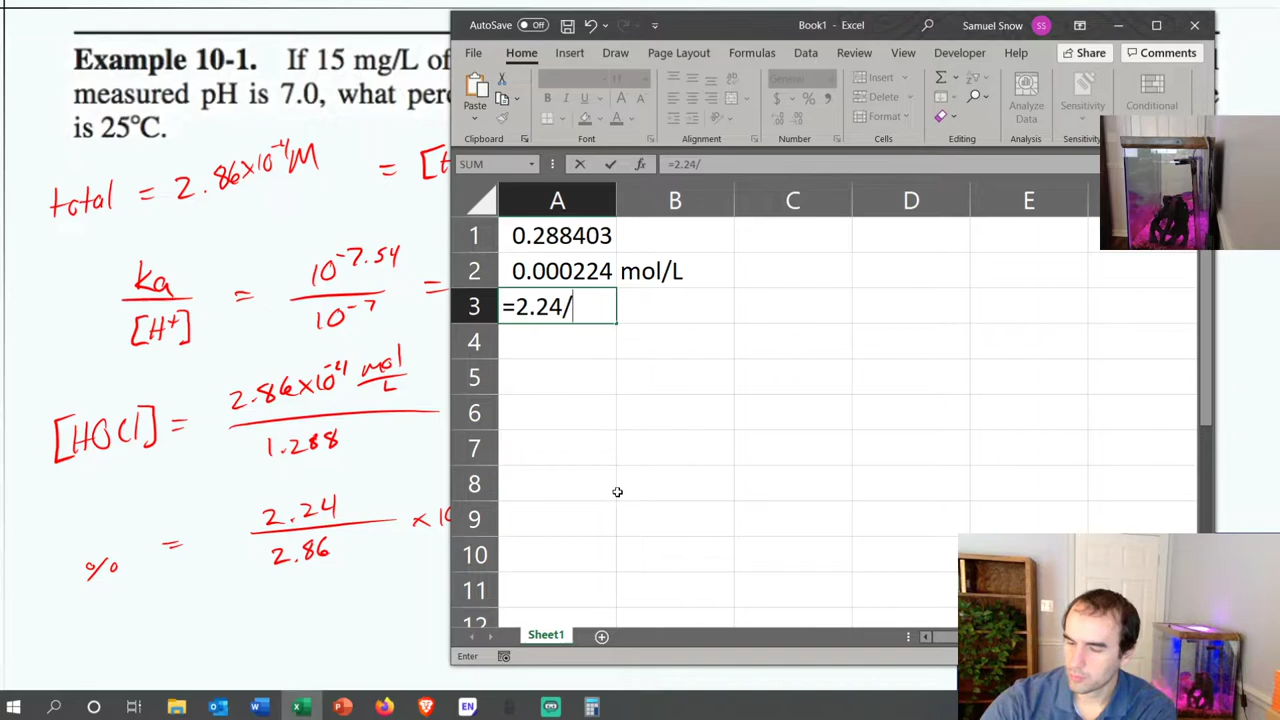 Example 10-1. If 15 mg/L of
measured pH is 7.0, what perc
is 25°C.
total = 2.86x10⁻⁴M = [
Ka
[H⁺]
= 10⁻⁷·⁵⁴
10⁻⁷
=
[HOCl] = 2.86x10⁻⁴ mol
L
1.288
% = 2.24
2.86
x 10
AutoSave Off Book1 - Excel Samuel Snow SS
File Home Insert Draw Page Layout Formulas Data Review View Developer Help Share Comments
Paste
B I U A A
General
$ % ,
Insert
Delete
Format
Analyze
Data
Sensitivity
Conditional
Clipboard Font Alignment Number Cells Editing Analysis
SUM fx =2.24/
A B C D E
1 0.288403
2 0.000224 mol/L
3 =2.24/
4
5
6
7
8
9
10
11
12
Sheet1
Enter
EN